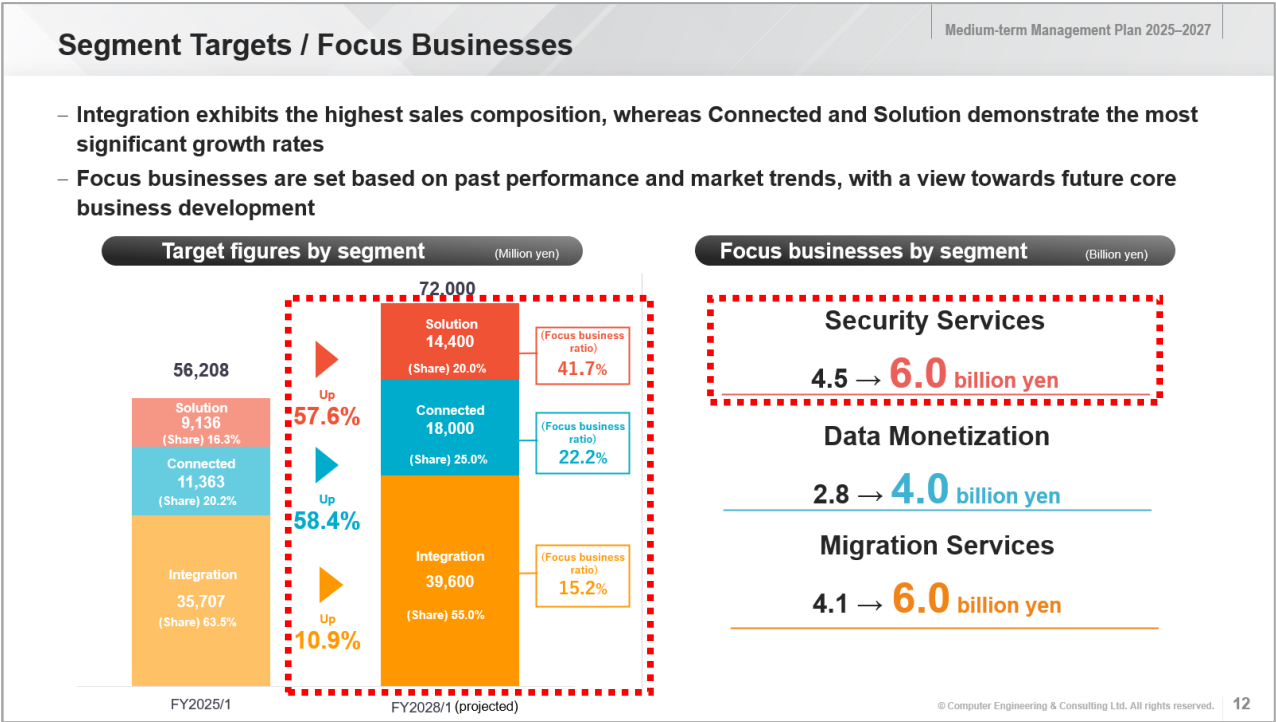 Segment Targets / Focus Businesses
Medium-term Management Plan 2025–2027
– Integration exhibits the highest sales composition, whereas Connected and Solution demonstrate the most
significant growth rates
– Focus businesses are set based on past performance and market trends, with a view towards future core
business development
Target figures by segment (Million yen)
56,208
Solution
9,136
(Share) 16.3%
Connected
11,363
(Share) 20.2%
Integration
35,707
(Share) 63.5%
FY2025/1
Up
57.6%
Up
58.4%
Up
10.9%
72,000
Solution
14,400
(Share) 20.0%
Connected
18,000
(Share) 25.0%
Integration
39,600
(Share) 55.0%
FY2028/1 (projected)
(Focus business
ratio)
41.7%
(Focus business
ratio)
22.2%
(Focus business
ratio)
15.2%
Focus businesses by segment (Billion yen)
Security Services
4.5 → 6.0 billion yen
Data Monetization
2.8 → 4.0 billion yen
Migration Services
4.1 → 6.0 billion yen
© Computer Engineering & Consulting Ltd. All rights reserved. 12